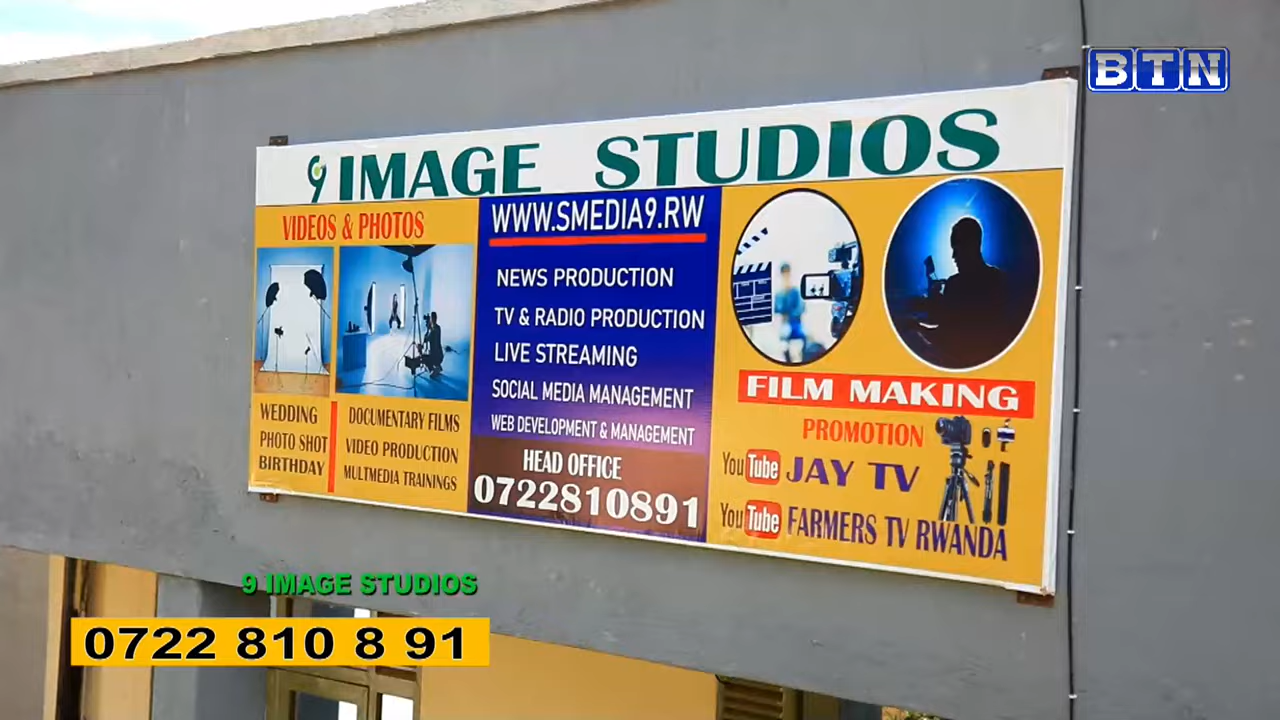 BTN
9 IMAGE STUDIOS
VIDEOS & PHOTOS
WEDDING
PHOTO SHOT
BIRTHDAY
DOCUMENTARY FILMS
VIDEO PRODUCTION
MULTMEDIA TRAININGS
WWW.SMEDIA9.RW
NEWS PRODUCTION
TV & RADIO PRODUCTION
LIVE STREAMING
SOCIAL MEDIA MANAGEMENT
WEB DEVELOPMENT & MANAGEMENT
HEAD OFFICE
0722810891
FILM MAKING
PROMOTION
YouTube JAY TV
YouTube FARMERS TV RWANDA
9 IMAGE STUDIOS
0722 810 8 91